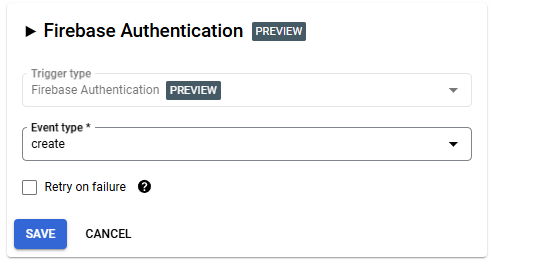 Firebase Authentication PREVIEW
Trigger type
Firebase Authentication PREVIEW
Event type *
create
Retry on failure ?
SAVE CANCEL